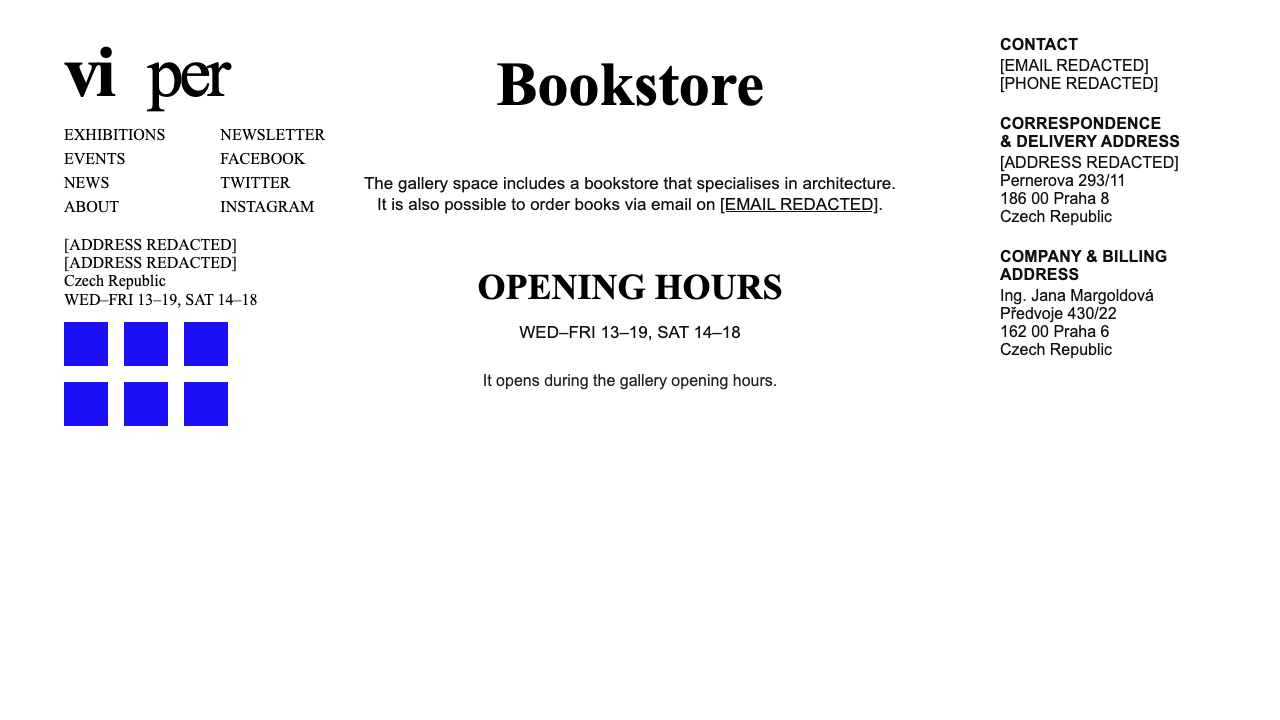 vi per
EXHIBITIONS
EVENTS
NEWS
ABOUT
NEWSLETTER
FACEBOOK
TWITTER
INSTAGRAM
[ADDRESS REDACTED]
[ADDRESS REDACTED]
Czech Republic
WED–FRI 13–19, SAT 14–18
Bookstore
The gallery space includes a bookstore that specialises in architecture.
It is also possible to order books via email on [EMAIL REDACTED].
OPENING HOURS
WED–FRI 13–19, SAT 14–18
It opens during the gallery opening hours.
CONTACT
[EMAIL REDACTED]
[PHONE REDACTED]
CORRESPONDENCE
& DELIVERY ADDRESS
[ADDRESS REDACTED]
Pernerova 293/11
186 00 Praha 8
Czech Republic
COMPANY & BILLING
ADDRESS
Ing. Jana Margoldová
Předvoje 430/22
162 00 Praha 6
Czech Republic